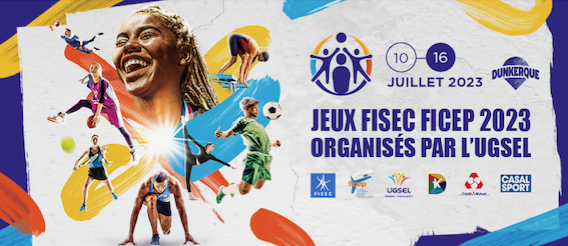 10 16
JUILLET 2023
DUNKERQUE
JEUX FISEC FICEP 2023
ORGANISÉS PAR L'UGSEL
FISEC
UGSEL
CASAL
SPORT